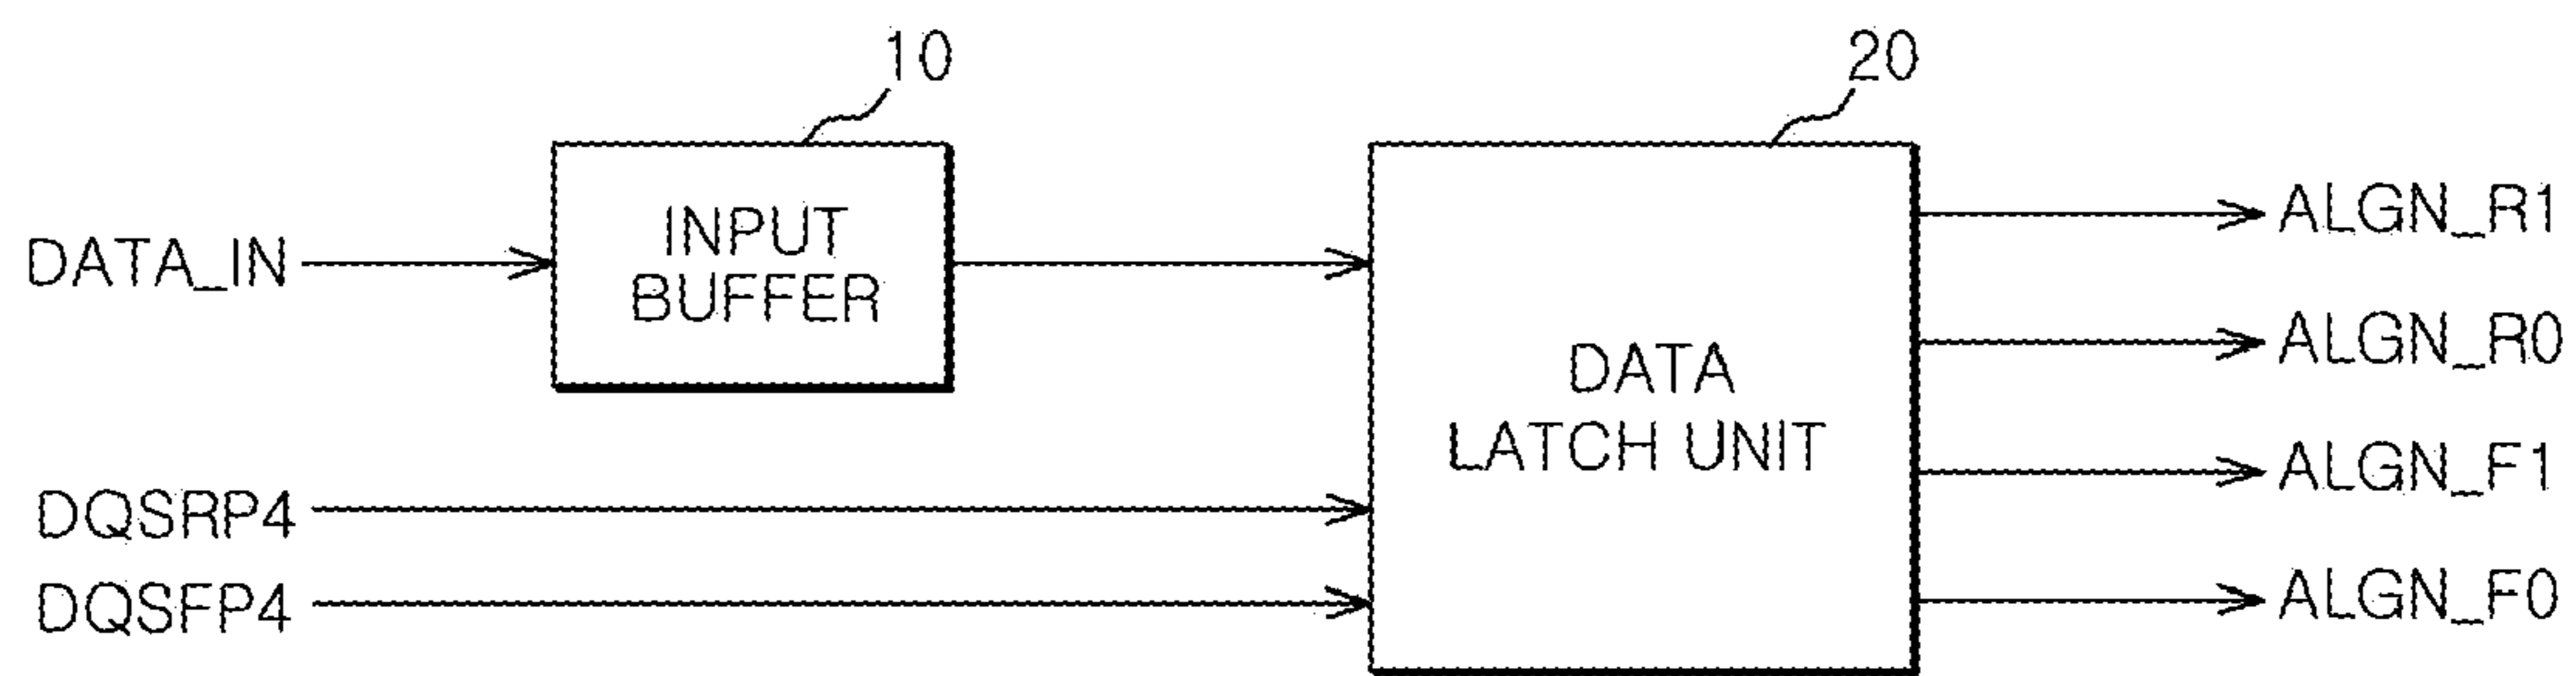 10
20
INPUT
BUFFER
DATA_IN
DQSRP4
DQSFP4
DATA
LATCH UNIT
ALGN_R1
ALGN_R0
ALGN_F1
ALGN_F0